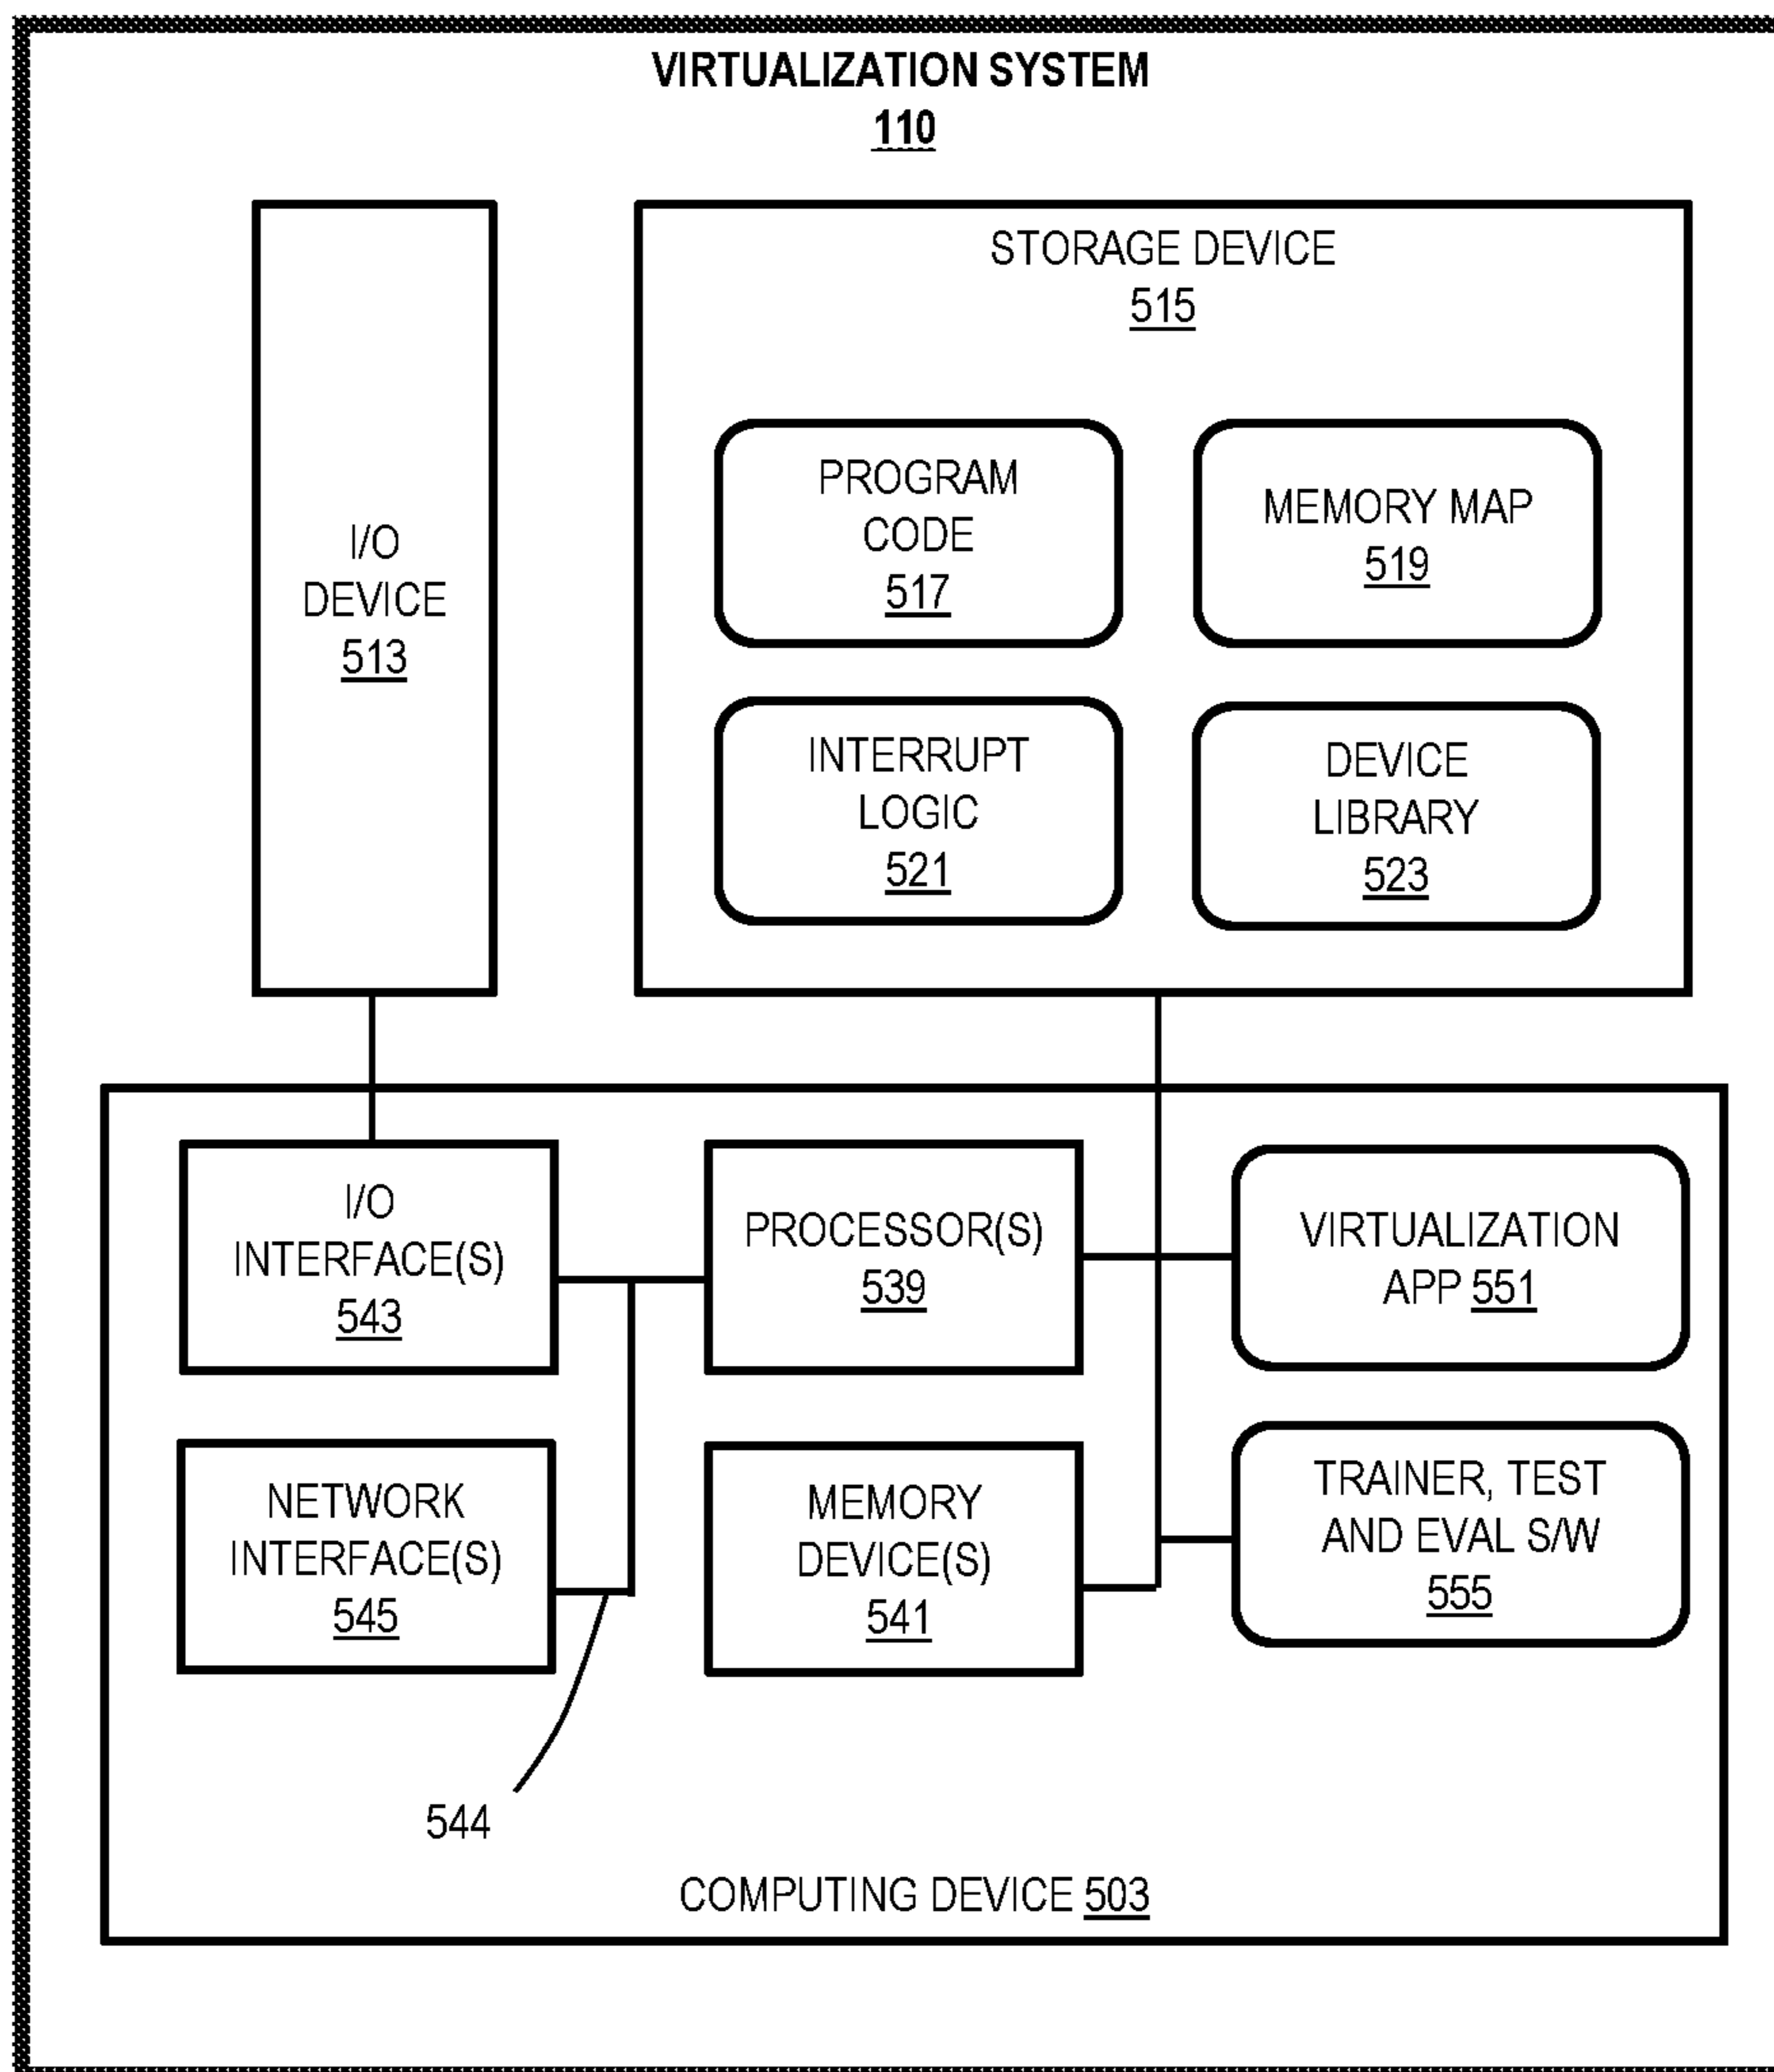 VIRTUALIZATION SYSTEM
110
I/O
DEVICE
513
STORAGE DEVICE
515
PROGRAM
CODE
517
MEMORY MAP
519
INTERRUPT
LOGIC
521
DEVICE
LIBRARY
523
I/O
INTERFACE(S)
543
PROCESSOR(S)
539
VIRTUALIZATION
APP 551
NETWORK
INTERFACE(S)
545
MEMORY
DEVICE(S)
541
TRAINER, TEST
AND EVAL S/W
555
544
COMPUTING DEVICE 503